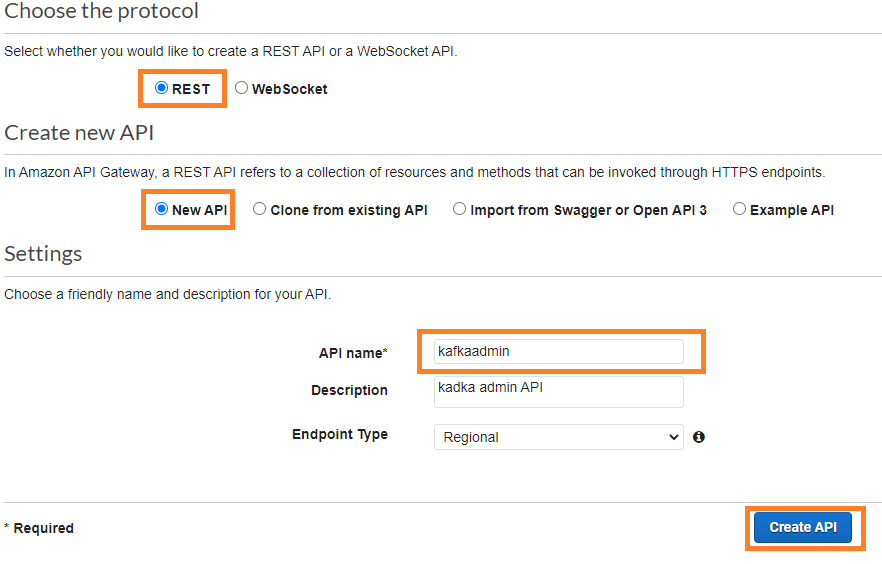 Choose the protocol
Select whether you would like to create a REST API or a WebSocket API.
REST WebSocket
Create new API
In Amazon API Gateway, a REST API refers to a collection of resources and methods that can be invoked through HTTPS endpoints.
New API Clone from existing API Import from Swagger or Open API 3 Example API
Settings
Choose a friendly name and description for your API.
API name* kafkaadmin
Description kadka admin API
Endpoint Type Regional
* Required Create API